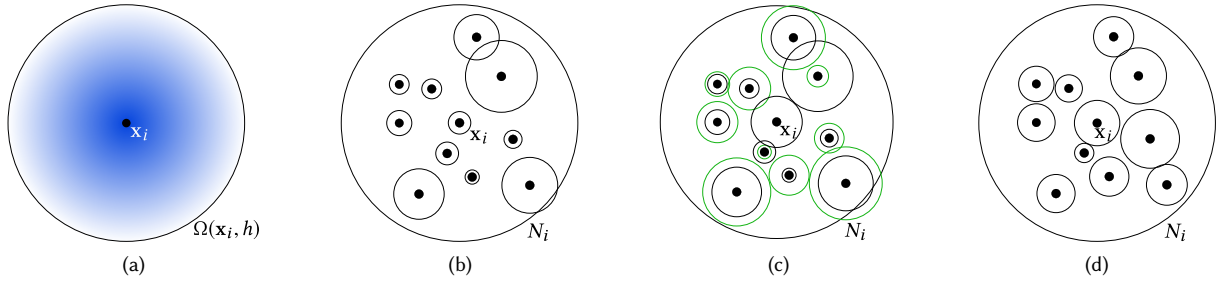 x_i
Ω(x_i, h)
(a)
x_i
N_i
(b)
x_i
N_i
(c)
x_i
N_i
(d)